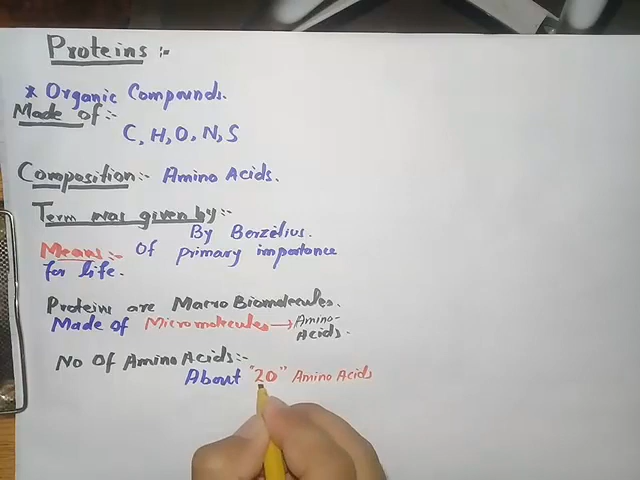 Proteins :-
* Organic Compounds.
Made of:-
C, H, O, N, S
Composition:- Amino Acids.
Term was given by:-
By Berzelius.
Means:- Of primary importance
for life.
Proteins are Macro Biomolecules.
Made of Micromolecules → Amino-
Acids.
No Of Amino Acids:-
About "20" Amino Acids